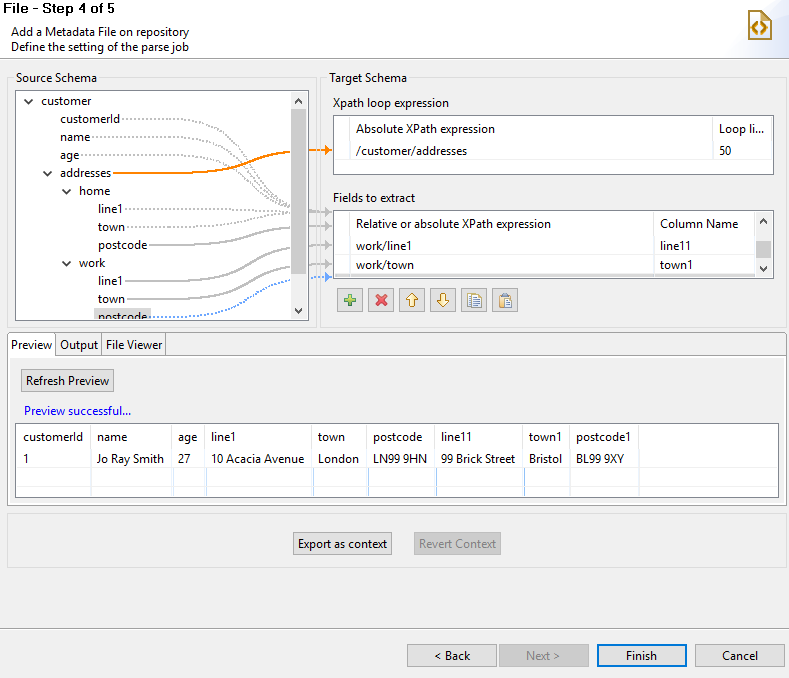 File - Step 4 of 5
Add a Metadata File on repository
Define the setting of the parse job
Source Schema
customer
customerId
name
age
addresses
home
line1
town
postcode
work
line1
town
postcode
Target Schema
Xpath loop expression
Absolute XPath expression Loop li...
/customer/addresses 50
Fields to extract
Relative or absolute XPath expression Column Name
work/line1 line11
work/town town1
Preview Output File Viewer
Refresh Preview
Preview successful...
customerId name age line1 town postcode line11 town1 postcode1
1 Jo Ray Smith 27 10 Acacia Avenue London LN99 9HN 99 Brick Street Bristol BL99 9XY
Export as context Revert Context
< Back Next > Finish Cancel